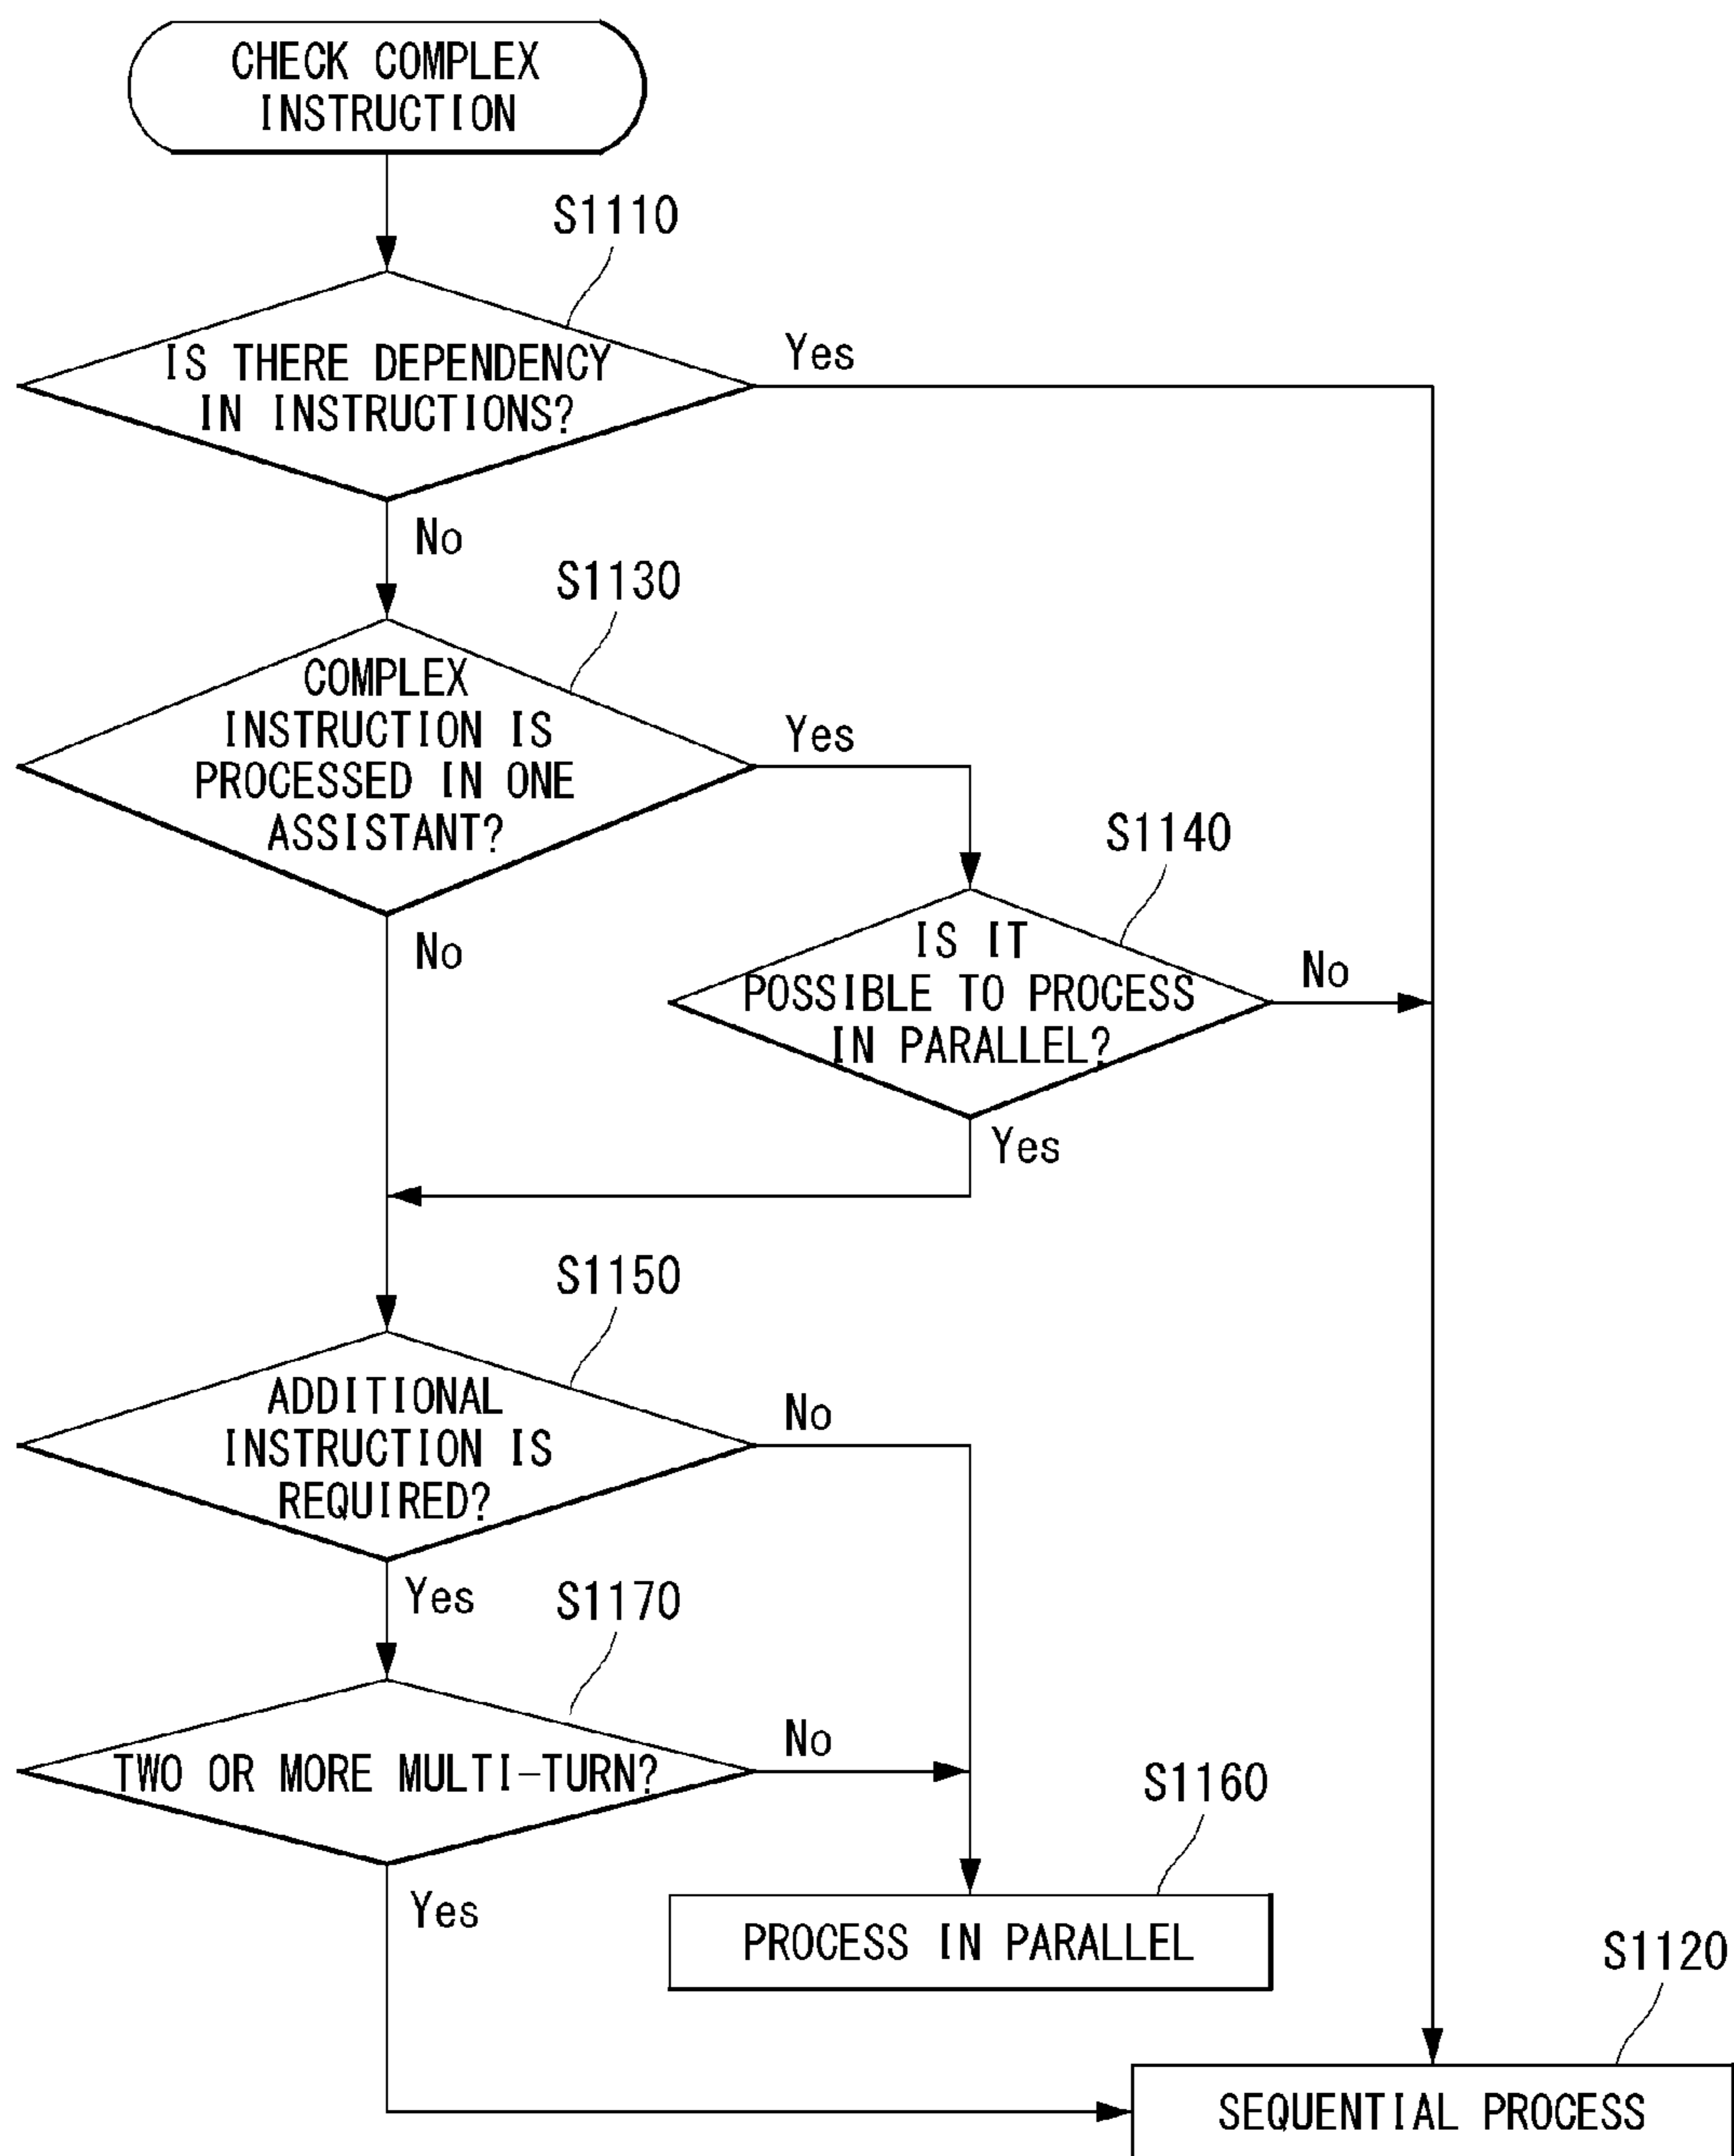 CHECK COMPLEX
INSTRUCTION
S1110
IS THERE DEPENDENCY
IN INSTRUCTIONS?
Yes
No
S1130
COMPLEX
INSTRUCTION IS
PROCESSED IN ONE
ASSISTANT?
Yes
No
S1140
IS IT
POSSIBLE TO PROCESS
IN PARALLEL?
No
Yes
S1150
ADDITIONAL
INSTRUCTION IS
REQUIRED?
No
Yes
S1170
TWO OR MORE MULTI-TURN?
No
Yes
S1160
PROCESS IN PARALLEL
S1120
SEQUENTIAL PROCESS